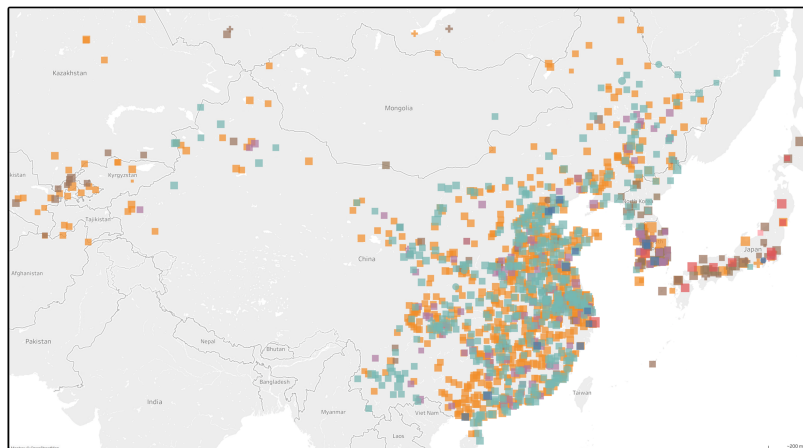 Kazakhstan
Mongolia
Kyrgyzstan
Tajikistan
Afghanistan
China
Japan
Pakistan
Nepal
Bhutan
Bangladesh
India
Taiwan
Myanmar
Viet Nam
Laos